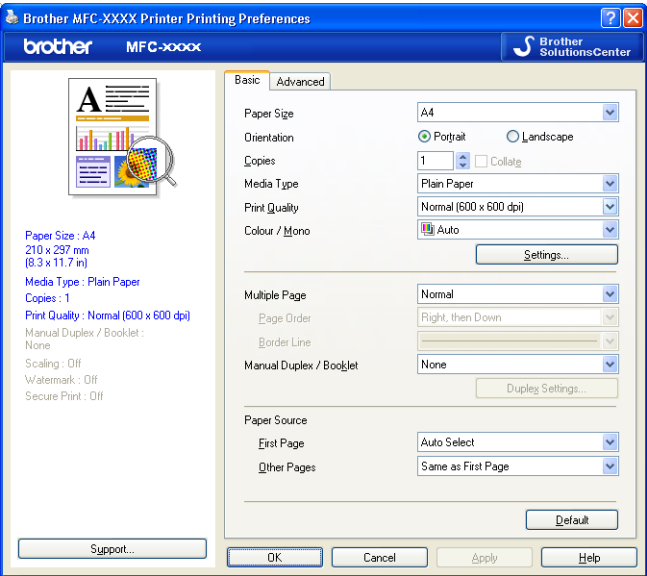 Brother MFC-XXXX Printer Printing Preferences
brother MFC-xxxx
Brother
SolutionsCenter
Basic Advanced
Paper Size A4
Orientation Portrait Landscape
Copies 1 Collate
Media Type Plain Paper
Print Quality Normal (600 x 600 dpi)
Colour / Mono Auto
Settings...
Multiple Page Normal
Page Order Right, then Down
Border Line
Manual Duplex / Booklet None
Duplex Settings...
Paper Source
First Page Auto Select
Other Pages Same as First Page
Default
A
Paper Size : A4
210 x 297 mm
(8.3 x 11.7 in)
Media Type : Plain Paper
Copies : 1
Print Quality : Normal (600 x 600 dpi)
Manual Duplex / Booklet :
None
Scaling : Off
Watermark : Off
Secure Print : Off
Support...
OK Cancel Apply Help